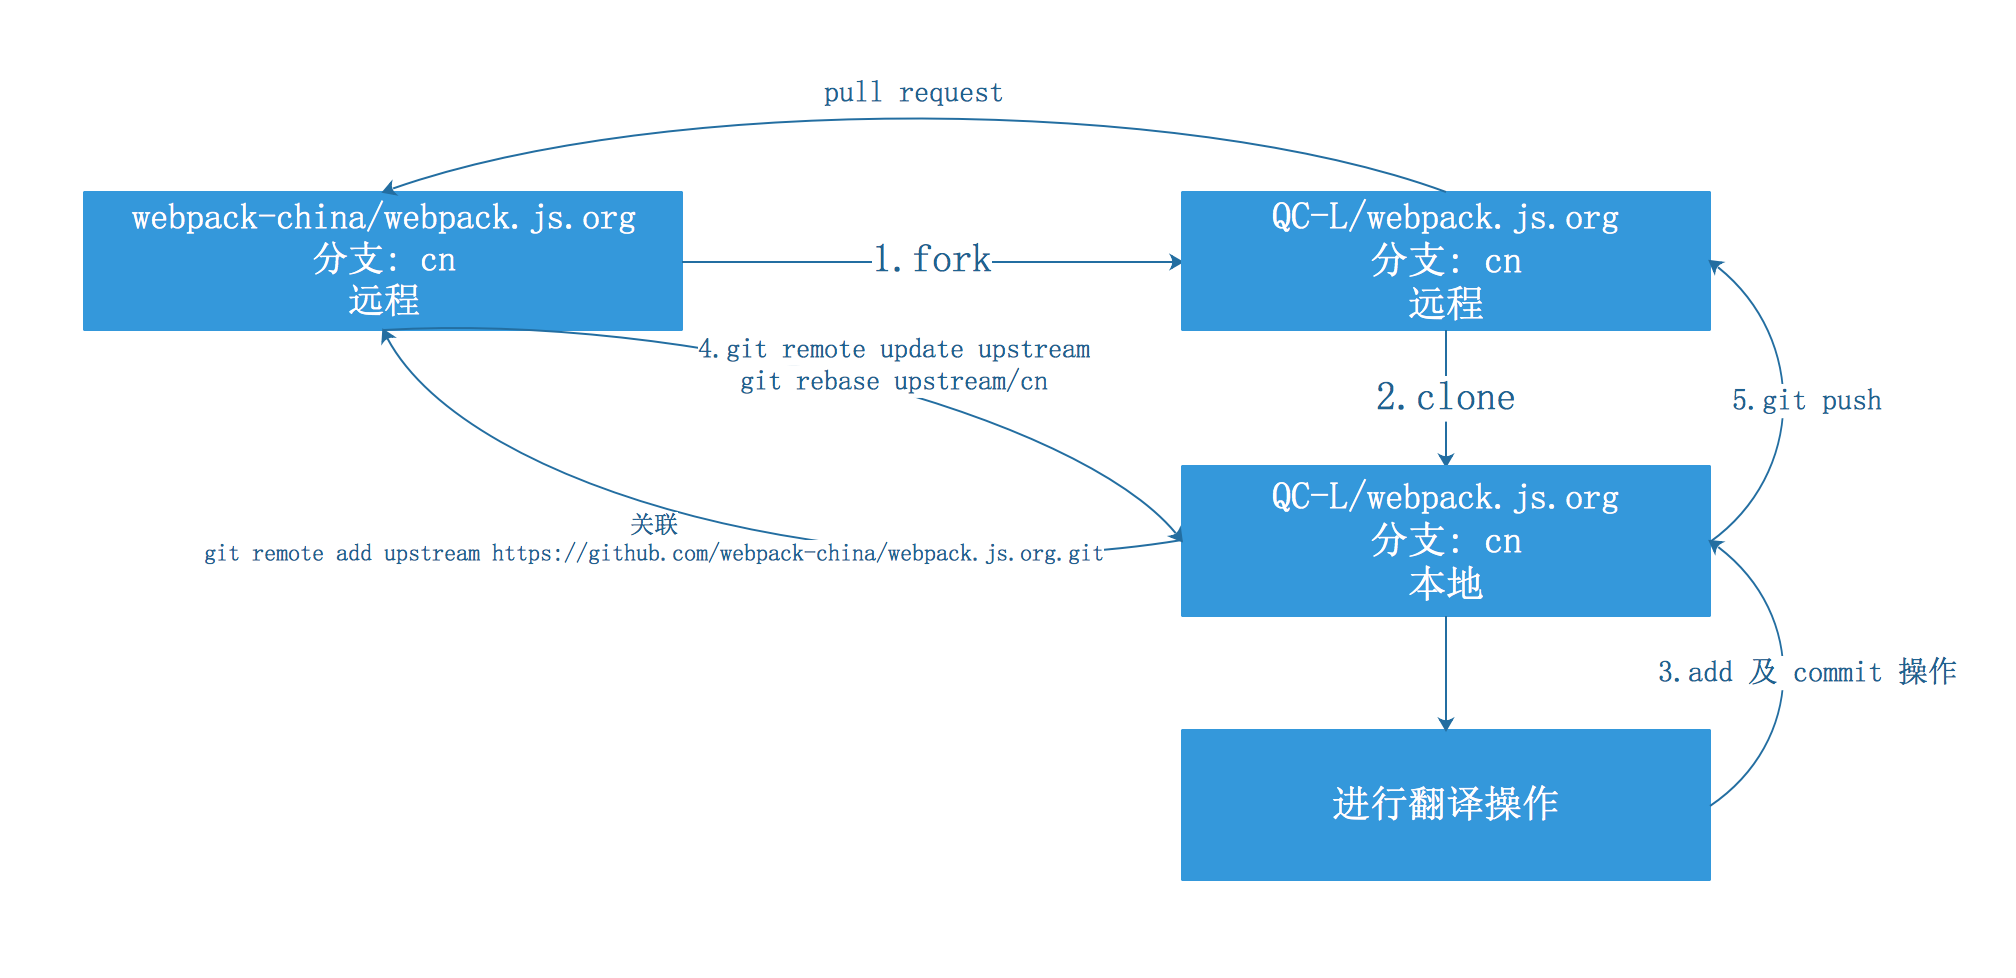 pull request
webpack-china/webpack.js.org
分支: cn
远程
1.fork
QC-L/webpack.js.org
分支: cn
远程
4.git remote update upstream
git rebase upstream/cn
2.clone
5.git push
关联
git remote add upstream https://github.com/webpack-china/webpack.js.org.git
QC-L/webpack.js.org
分支: cn
本地
3.add 及 commit 操作
进行翻译操作